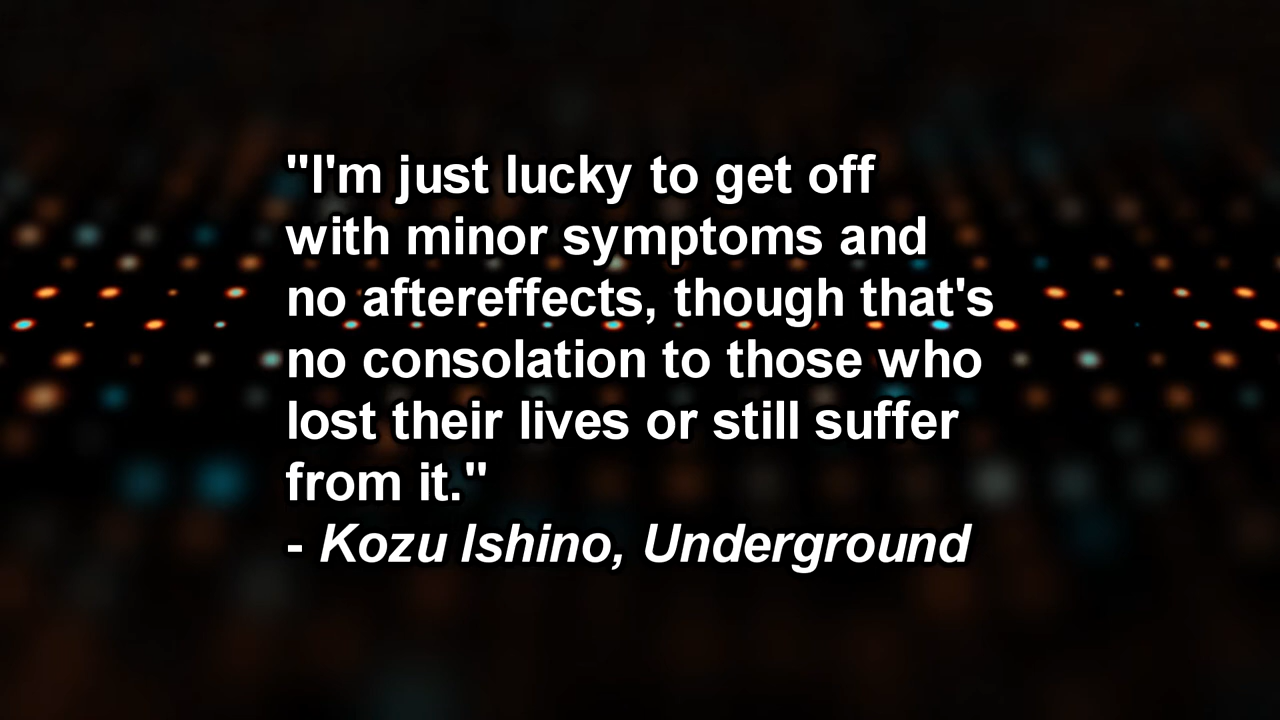 "I'm just lucky to get off
with minor symptoms and
no aftereffects, though that's
no consolation to those who
lost their lives or still suffer
from it."
- Kozu Ishino, Underground